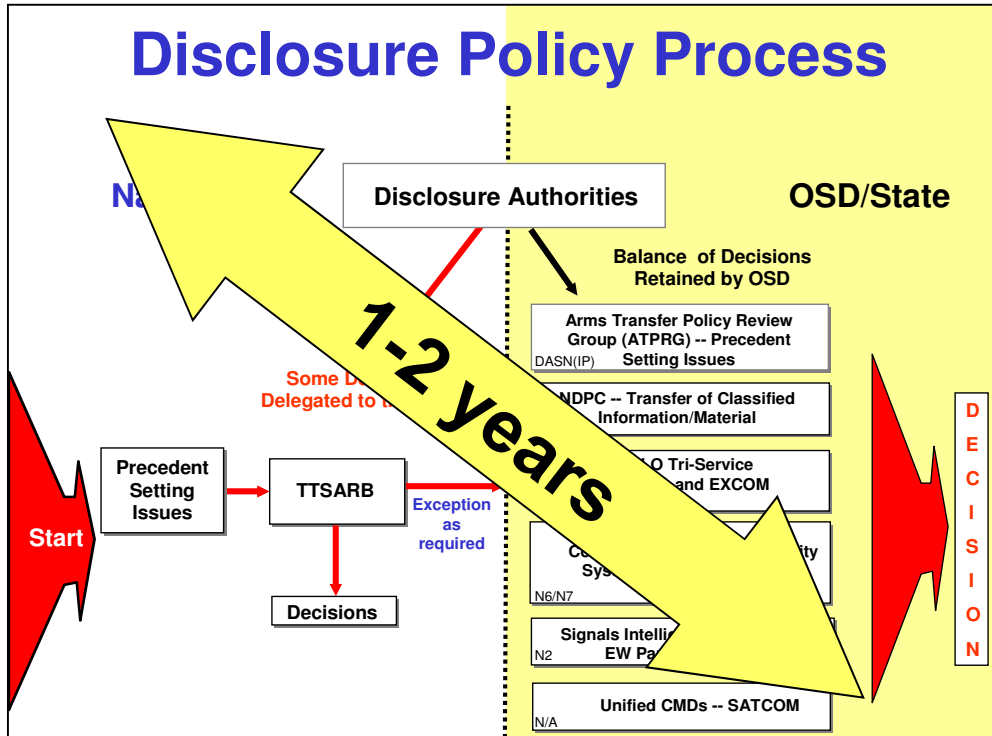 Disclosure Policy Process
Disclosure Authorities
OSD/State
Balance of Decisions
Retained by OSD
Arms Transfer Policy Review
Group (ATPRG) -- Precedent
DASN(IP) Setting Issues
1-2 years
Some
Delegated to
NDPC -- Transfer of Classified
Information/Material
LO Tri-Service
and EXCOM
Precedent
Setting
Issues
TTSARB
Exception
as
required
Start
Decisions
N6/N7
Signals
N2 EW
Unified CMDs -- SATCOM
N/A
DECISION